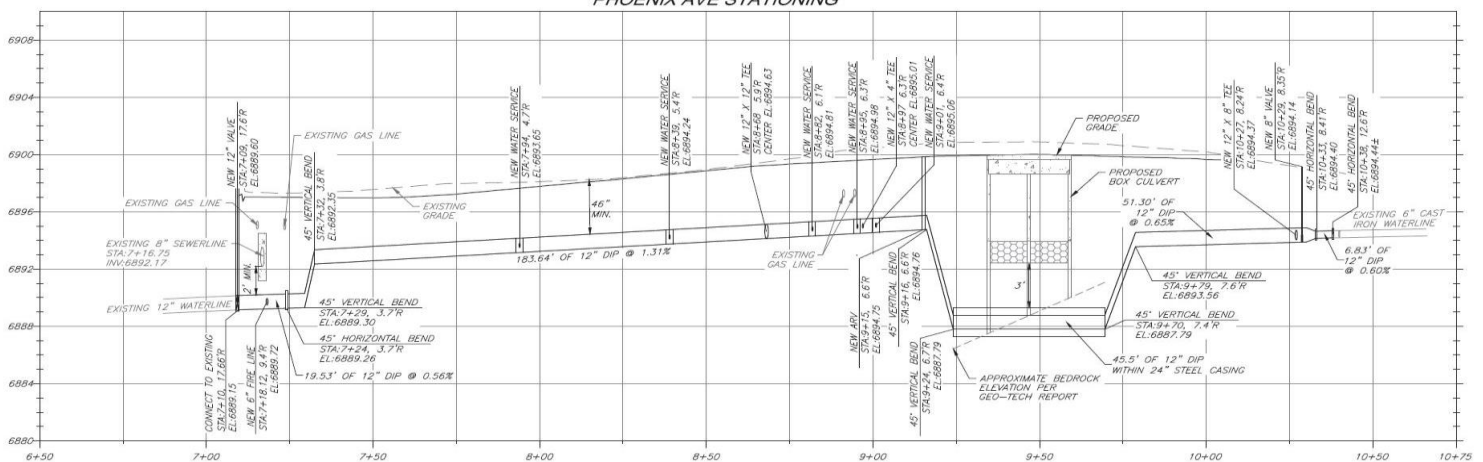 PHOENIX AVE STATIONING
6908
6904
6900
6896
6892
6888
6884
6880
EXISTING GAS LINE
NEW 12" VALVE
STA:7+09, 17.6'R
EL:6889.60
EXISTING GAS LINE
45° VERTICAL BEND
STA:7+32, 3.8'R
EL:6892.35
EXISTING
GRADE
EXISTING 8" SEWERLINE
STA:7+16.75
INV:6892.17
2' MIN.
EXISTING 12" WATERLINE
CONNECT TO EXISTING
STA:7+10, 17.66'R
EL:6889.15
NEW 6" FIRE LINE
STA:7+18.12, 9.4'R
EL:6889.72
45° VERTICAL BEND
STA:7+29, 3.7'R
EL:6889.30
45° HORIZONTAL BEND
STA:7+24, 3.7'R
EL:6889.26
19.53' OF 12" DIP @ 0.56%
NEW WATER SERVICE
STA:7+94, 4.7'R
EL:6893.65
46"
MIN.
183.64' OF 12" DIP @ 1.31%
NEW WATER SERVICE
STA:8+39, 5.4'R
EL:6894.24
NEW 12" X 12" TEE
STA:8+68, 5.9'R
CENTER EL:6894.63
NEW WATER SERVICE
STA:8+82, 6.1'R
EL:6894.81
NEW WATER SERVICE
STA:8+95, 6.3'R
EL:6894.98
NEW 12" X 4" TEE
STA:8+97, 6.3'R
CENTER EL:6895.01
NEW WATER SERVICE
STA:9+01, 6.4'R
EL:6895.06
EXISTING
GAS LINE
NEW ARV
STA:9+15, 6.6'R
EL:6894.75
45° VERTICAL BEND
STA:9+16, 6.6'R
EL:6894.76
45° VERTICAL BEND
STA:9+24, 6.7'R
EL:6887.79
PROPOSED
GRADE
PROPOSED
BOX CULVERT
3'
APPROXIMATE BEDROCK
ELEVATION PER
GEO-TECH REPORT
45.5' OF 12" DIP
WITHIN 24" STEEL CASING
45° VERTICAL BEND
STA:9+70, 7.4'R
EL:6887.79
45° VERTICAL BEND
STA:9+79, 7.6'R
EL:6893.56
51.30' OF
12" DIP
@ 0.65%
NEW 12" X 8" TEE
STA:10+27, 8.24'R
EL:6894.37
NEW 8" VALVE
STA:10+29, 8.35'R
EL:6894.14
45° HORIZONTAL BEND
STA:10+33, 8.41'R
EL:6894.40
45° HORIZONTAL BEND
STA:10+38, 12.6'R
EL:6894.44±
EXISTING 6" CAST
IRON WATERLINE
6.83' OF
12" DIP
@ 0.60%
6+50
7+00
7+50
8+00
8+50
9+00
9+50
10+00
10+50
10+75